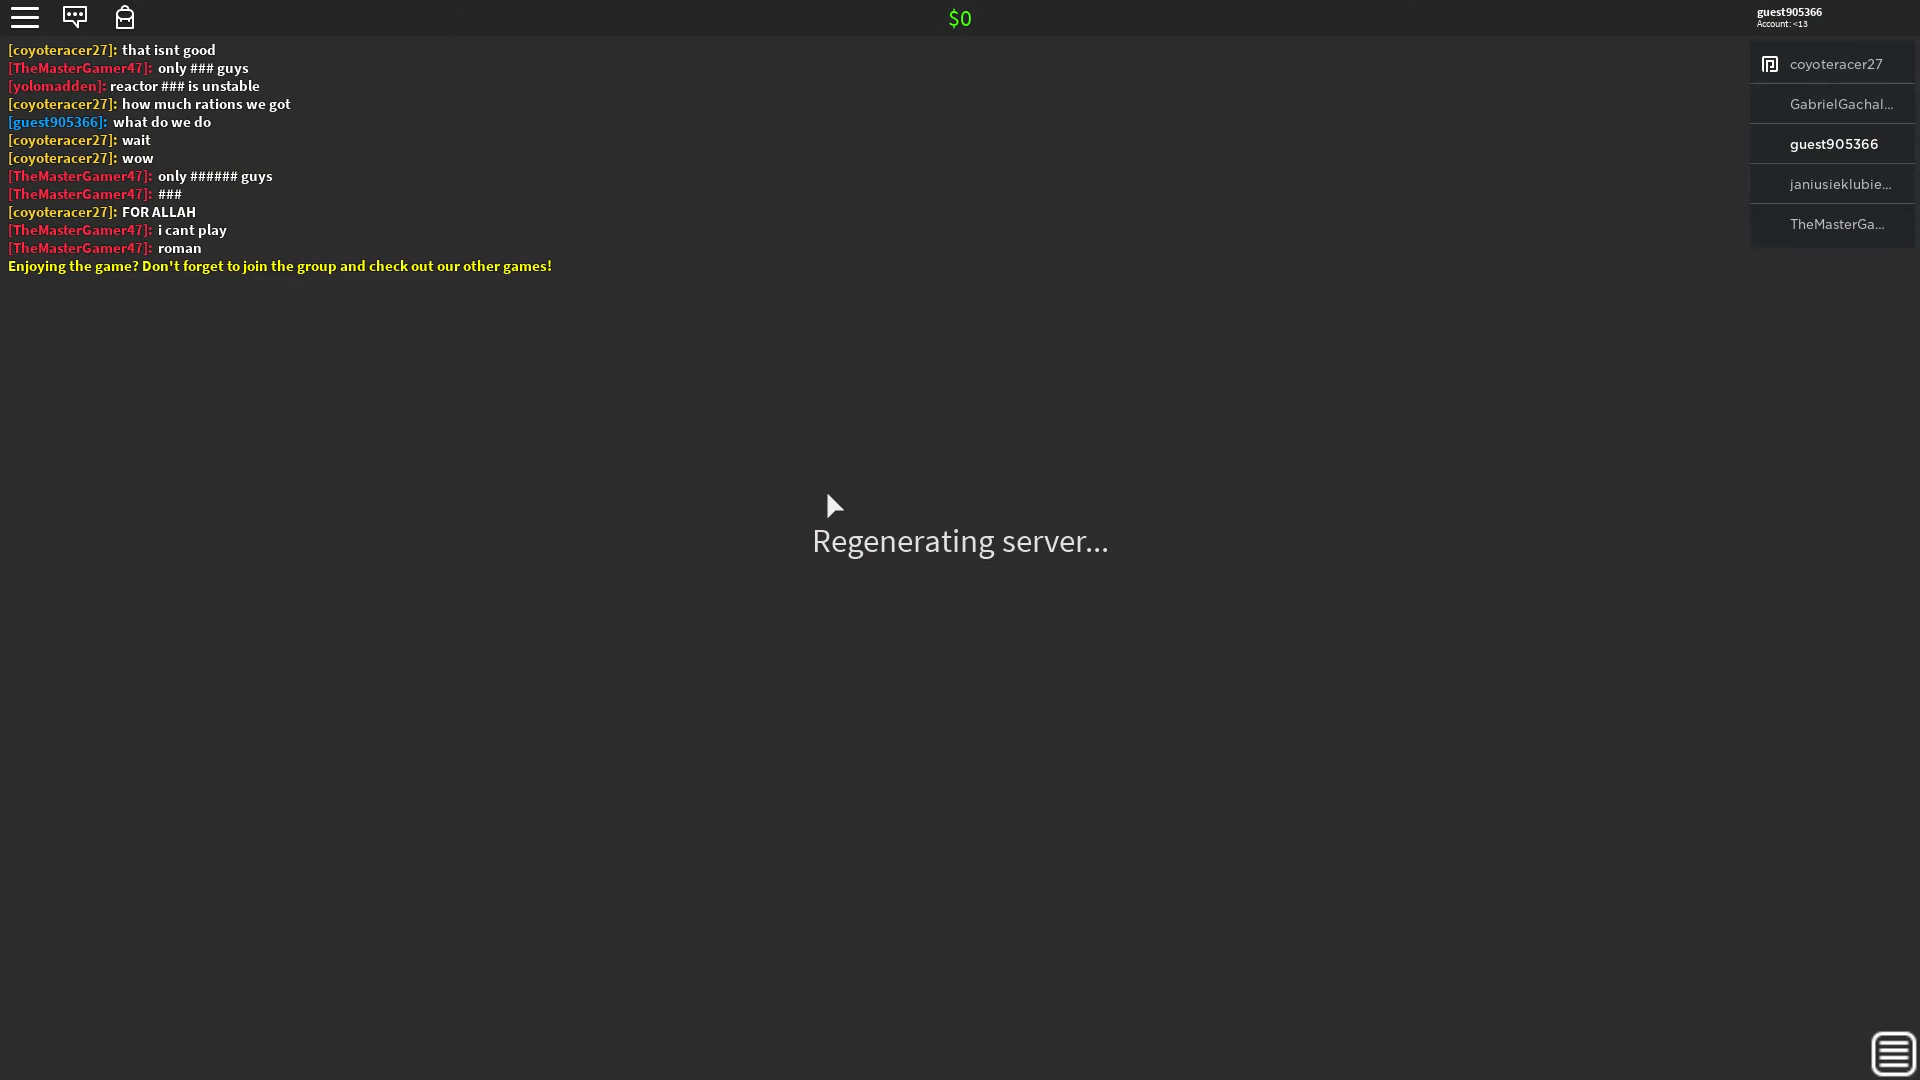 $0
guest905366
Account: <13
[coyoteracer27]: that isnt good
[TheMasterGamer47]: only ### guys
[yolomadden]: reactor ### is unstable
[coyoteracer27]: how much rations we got
[guest905366]: what do we do
[coyoteracer27]: wait
[coyoteracer27]: wow
[TheMasterGamer47]: only ###### guys
[TheMasterGamer47]: ###
[coyoteracer27]: FOR ALLAH
[TheMasterGamer47]: i cant play
[TheMasterGamer47]: roman
Enjoying the game? Don't forget to join the group and check out our other games!
coyoteracer27
GabrielGachal...
guest905366
janiusieklubie...
TheMasterGa...
Regenerating server...